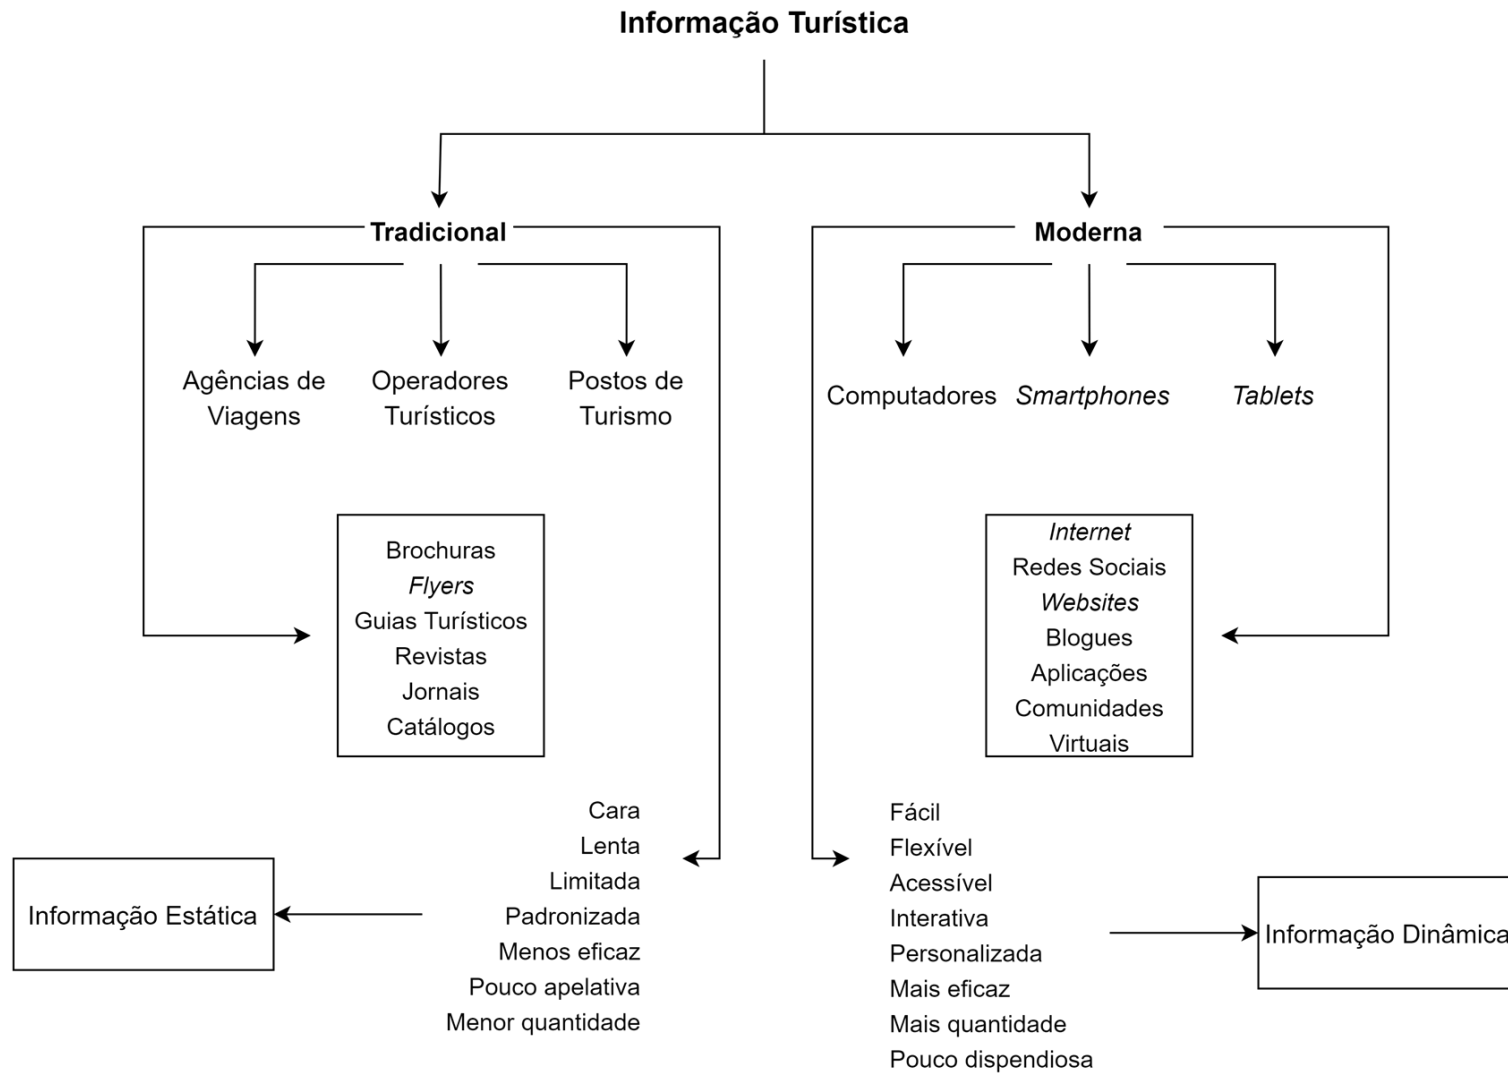 Informação Turística
Tradicional
Agências de
Viagens
Operadores
Turísticos
Postos de
Turismo
Brochuras
Flyers
Guias Turísticos
Revistas
Jornais
Catálogos
Cara
Lenta
Limitada
Padronizada
Menos eficaz
Pouco apelativa
Menor quantidade
Informação Estática
Moderna
Computadores
Smartphones
Tablets
Internet
Redes Sociais
Websites
Blogues
Aplicações
Comunidades
Virtuais
Fácil
Flexível
Acessível
Interativa
Personalizada
Mais eficaz
Mais quantidade
Pouco dispendiosa
Informação Dinâmica